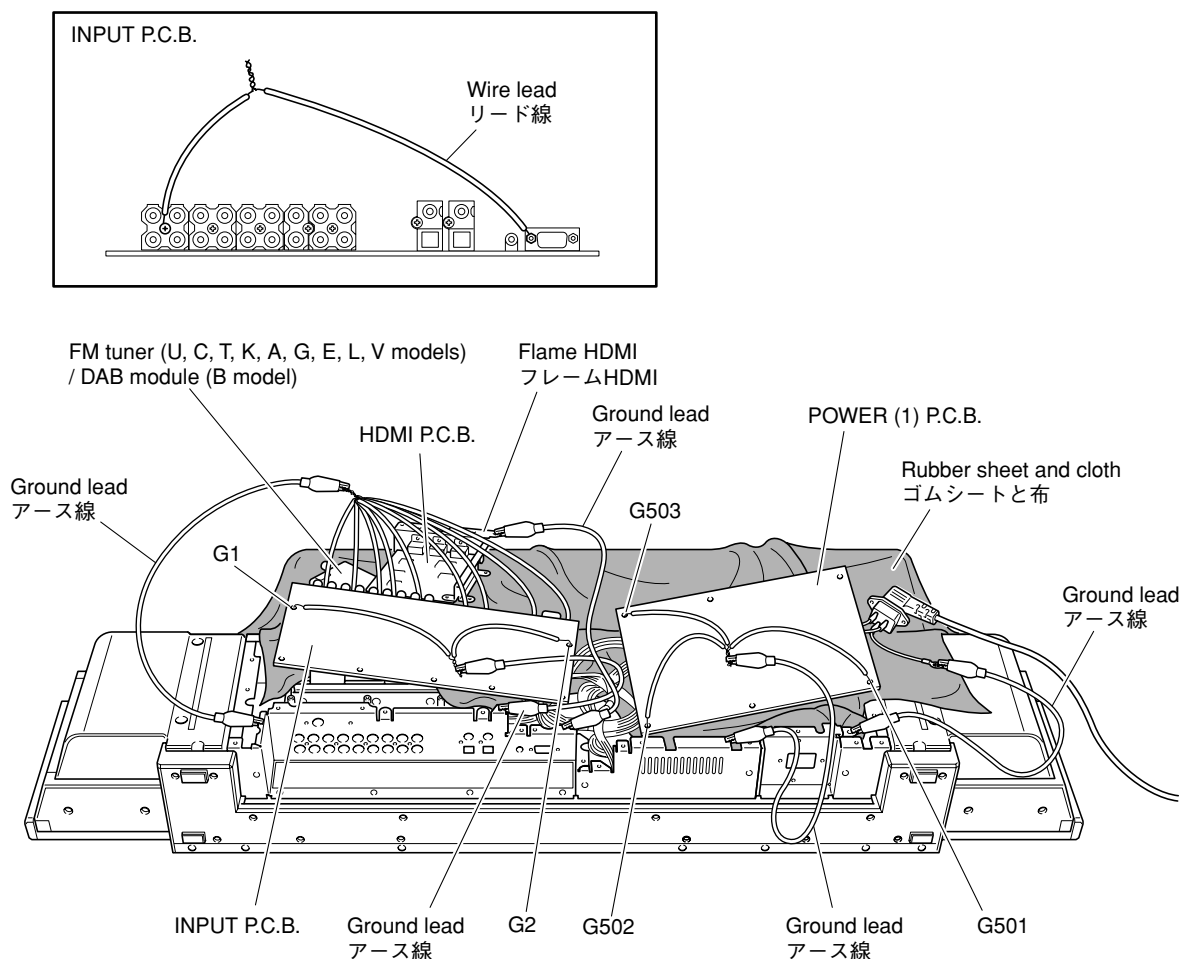 INPUT P.C.B.
Wire lead
リード線
FM tuner (U, C, T, K, A, G, E, L, V models)
/ DAB module (B model)
Flame HDMI
フレームHDMI
HDMI P.C.B.
Ground lead
アース線
POWER (1) P.C.B.
Rubber sheet and cloth
ゴムシートと布
Ground lead
アース線
G1
G503
Ground lead
アース線
INPUT P.C.B.
Ground lead
アース線
G2
G502
Ground lead
アース線
G501